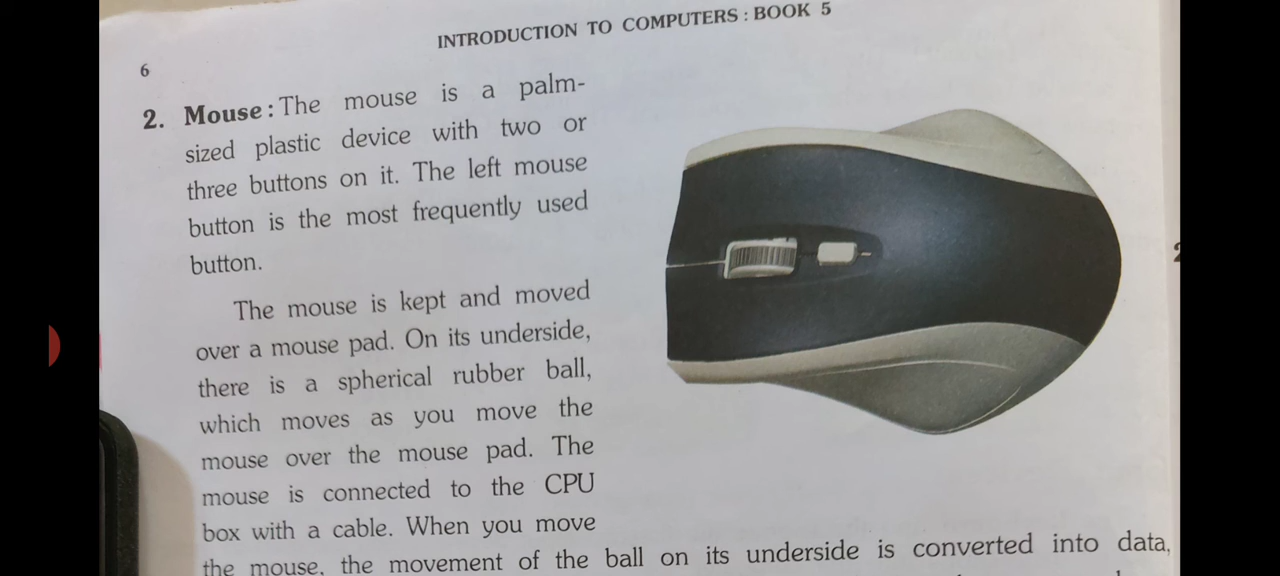 INTRODUCTION TO COMPUTERS : BOOK 5
6
2. Mouse : The mouse is a palm-
sized plastic device with two or
three buttons on it. The left mouse
button is the most frequently used
button.
The mouse is kept and moved
over a mouse pad. On its underside,
there is a spherical rubber ball,
which moves as you move the
mouse over the mouse pad. The
mouse is connected to the CPU
box with a cable. When you move
the mouse, the movement of the ball on its underside is converted into data,